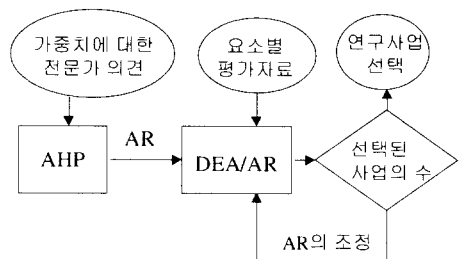 가중치에 대한
전문가 의견
요소별
평가자료
연구사업
선택
AHP
AR
DEA/AR
선택된
사업의 수
AR의 조정